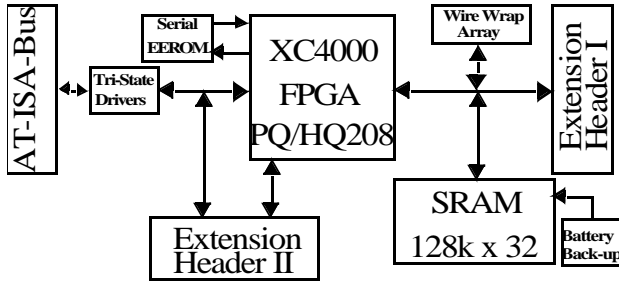 AT-ISA-Bus
Tri-State
Drivers
Serial
EEROM.
XC4000
FPGA
PQ/HQ208
Wire Wrap
Array
Extension
Header I
Extension
Header II
SRAM
128k x 32
Battery
Back-up